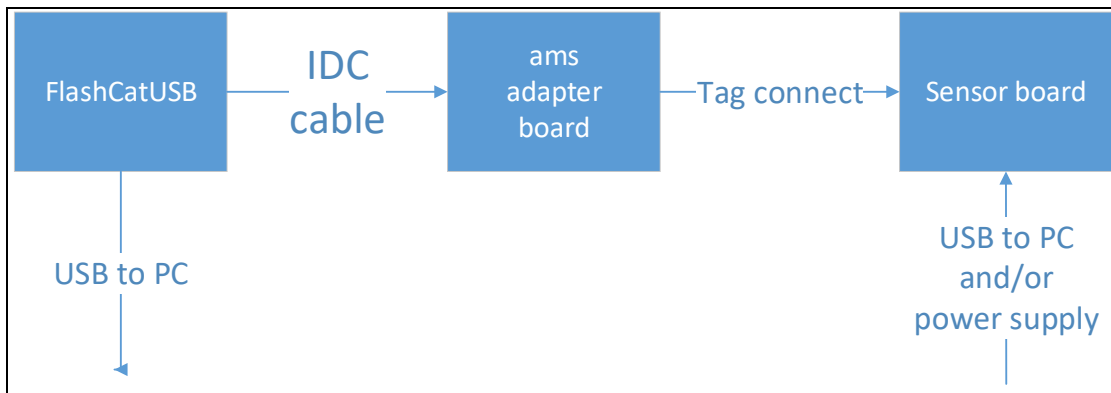 FlashCatUSB
IDC
cable
ams
adapter
board
Tag connect
Sensor board
USB to PC
USB to PC
and/or
power supply